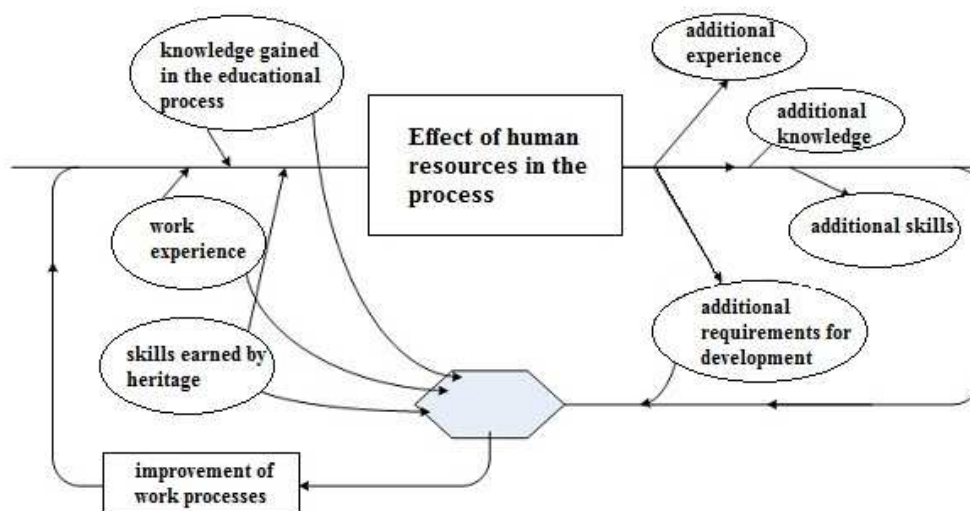 knowledge gained
in the educational
process
additional
experience
Effect of human
resources in the
process
additional
knowledge
work
experience
additional skills
additional
requirements for
development
skills earned by
heritage
improvement of
work processes